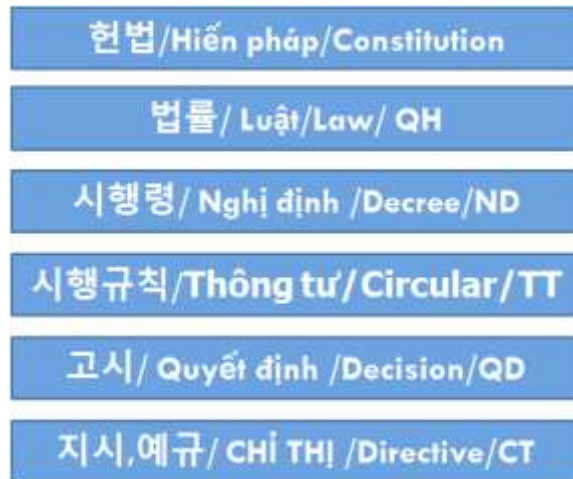 헌법/Hiến pháp/Constitution
법률/ Luật/Law/ QH
시행령/ Nghị định /Decree/ND
시행규칙/Thông tư/Circular/TT
고시/ Quyết định /Decision/QD
지시,예규/ CHỈ THỊ /Directive/CT